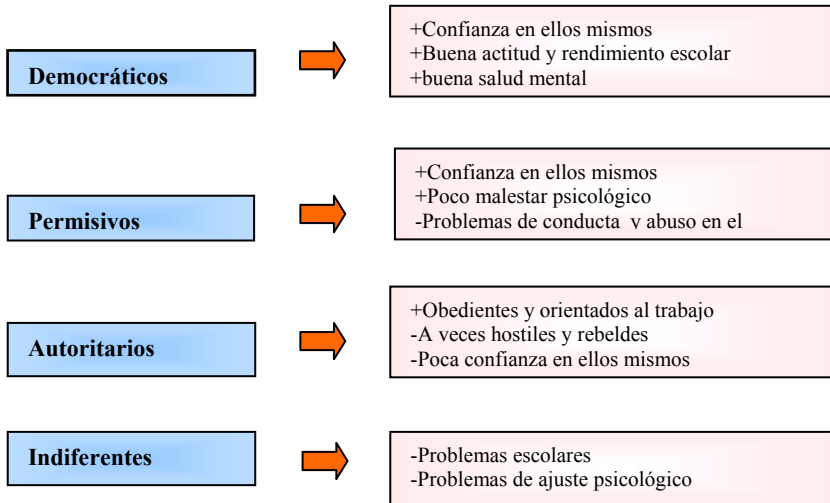 Democráticos
+Confianza en ellos mismos
+Buena actitud y rendimiento escolar
+buena salud mental
Permisivos
+Confianza en ellos mismos
+Poco malestar psicológico
-Problemas de conducta y abuso en el
Autoritarios
+Obedientes y orientados al trabajo
-A veces hostiles y rebeldes
-Poca confianza en ellos mismos
Indiferentes
-Problemas escolares
-Problemas de ajuste psicológico